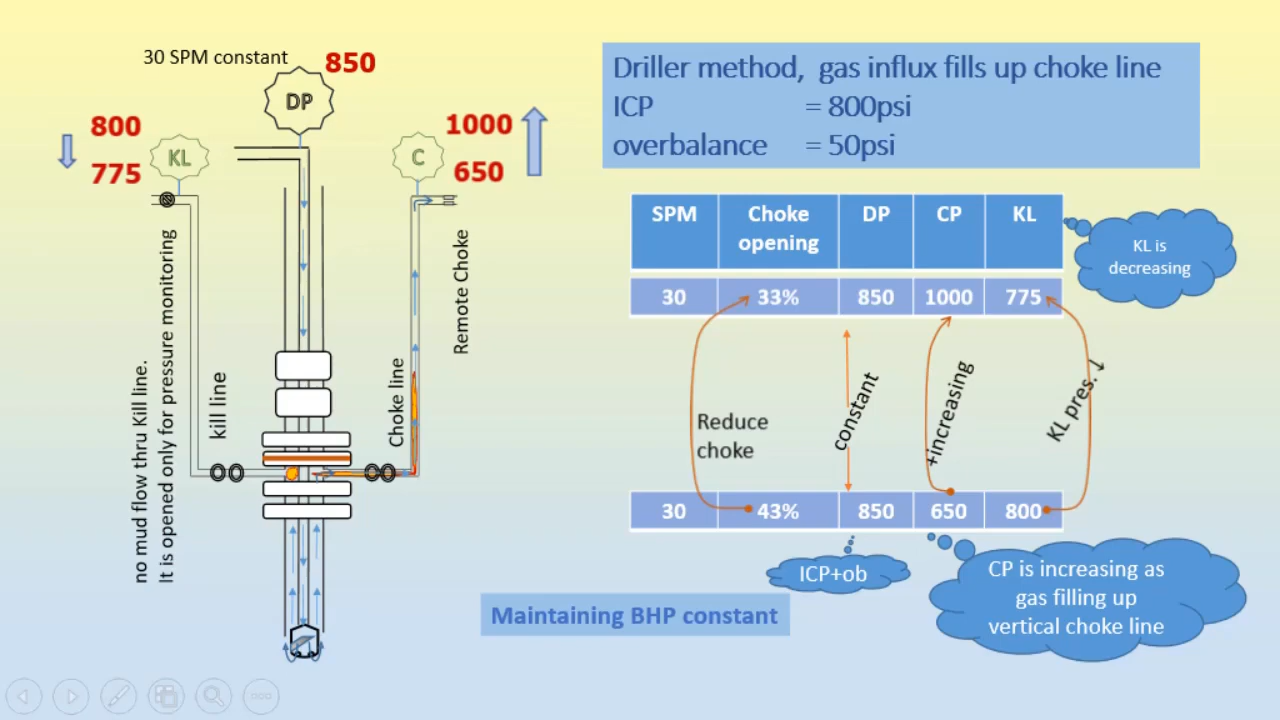 30 SPM constant
850
DP
800
775
KL
1000
650
C
Driller method, gas influx fills up choke line
ICP = 800psi
overbalance = 50psi
SPM Choke opening DP CP KL
30 33% 850 1000 775
KL is
decreasing
Reduce
choke
constant
+increasing
KL pres. ↓
30 43% 850 650 800
ICP+ob
CP is increasing as
gas filling up
vertical choke line
Maintaining BHP constant
no mud flow thru Kill line.
It is opened only for pressure monitoring
kill line
Choke line
Remote Choke